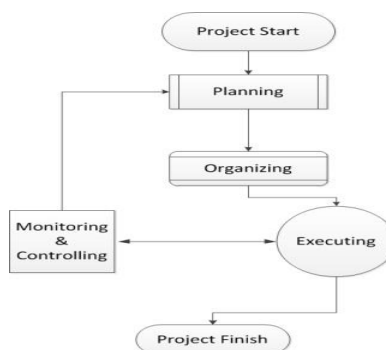 Project Start
Planning
Organizing
Monitoring
&
Controlling
Executing
Project Finish